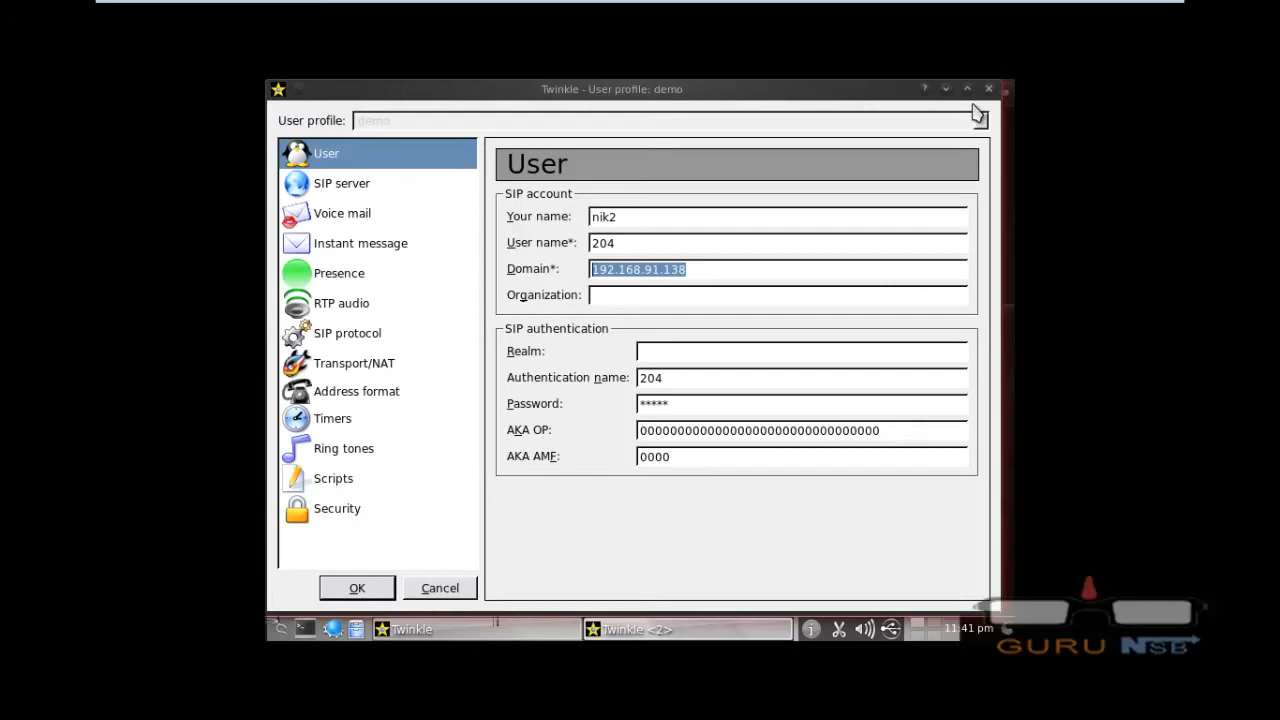 Twinkle - User profile: demo
User profile: demo
User
SIP server
Voice mail
Instant message
Presence
RTP audio
SIP protocol
Transport/NAT
Address format
Timers
Ring tones
Scripts
Security
OK Cancel
User
SIP account
Your name: nik2
User name*: 204
Domain*: 192.168.91.138
Organization:
SIP authentication
Realm:
Authentication name: 204
Password: *****
AKA OP: 00000000000000000000000000000000
AKA AMF: 0000
Twinkle Twinkle <2> 11:41 pm
GURU NSB